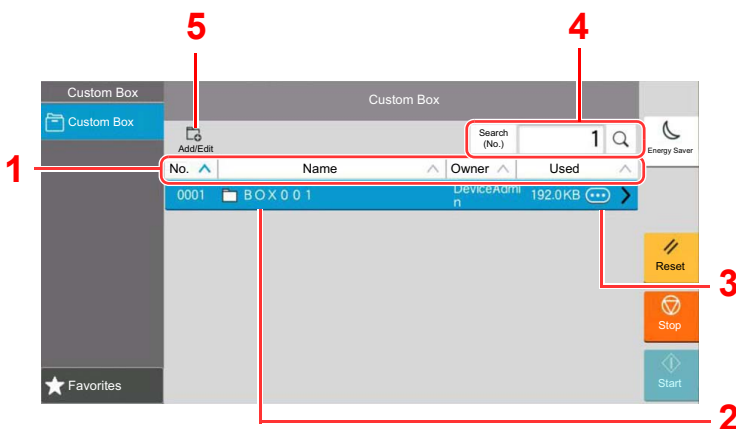 5
4
Custom Box
Custom Box
Custom Box
Add/Edit
Search
(No.)
1
Energy Saver
1
No.
Name
Owner
Used
0001
BOX001
DeviceAdmi
n
192.0KB
Reset
3
Stop
Favorites
Start
2